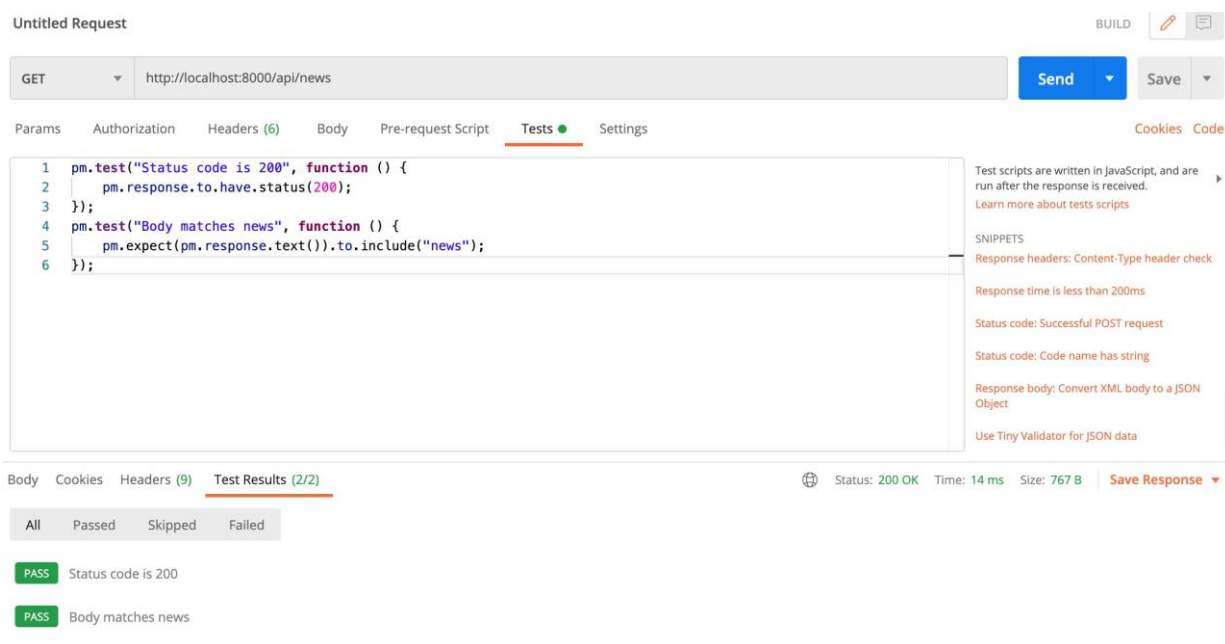 Untitled Request
BUILD
GET
http://localhost:8000/api/news
Send
Save
Params Authorization Headers (6) Body Pre-request Script Tests Settings
Cookies Code
1 pm.test("Status code is 200", function () {
2 pm.response.to.have.status(200);
3 });
4 pm.test("Body matches news", function () {
5 pm.expect(pm.response.text()).to.include("news");
6 });
Test scripts are written in JavaScript, and are
run after the response is received.
Learn more about tests scripts
SNIPPETS
Response headers: Content-Type header check
Response time is less than 200ms
Status code: Successful POST request
Status code: Code name has string
Response body: Convert XML body to a JSON
Object
Use Tiny Validator for JSON data
Body Cookies Headers (9) Test Results (2/2)
Status: 200 OK Time: 14 ms Size: 767 B Save Response
All Passed Skipped Failed
PASS Status code is 200
PASS Body matches news